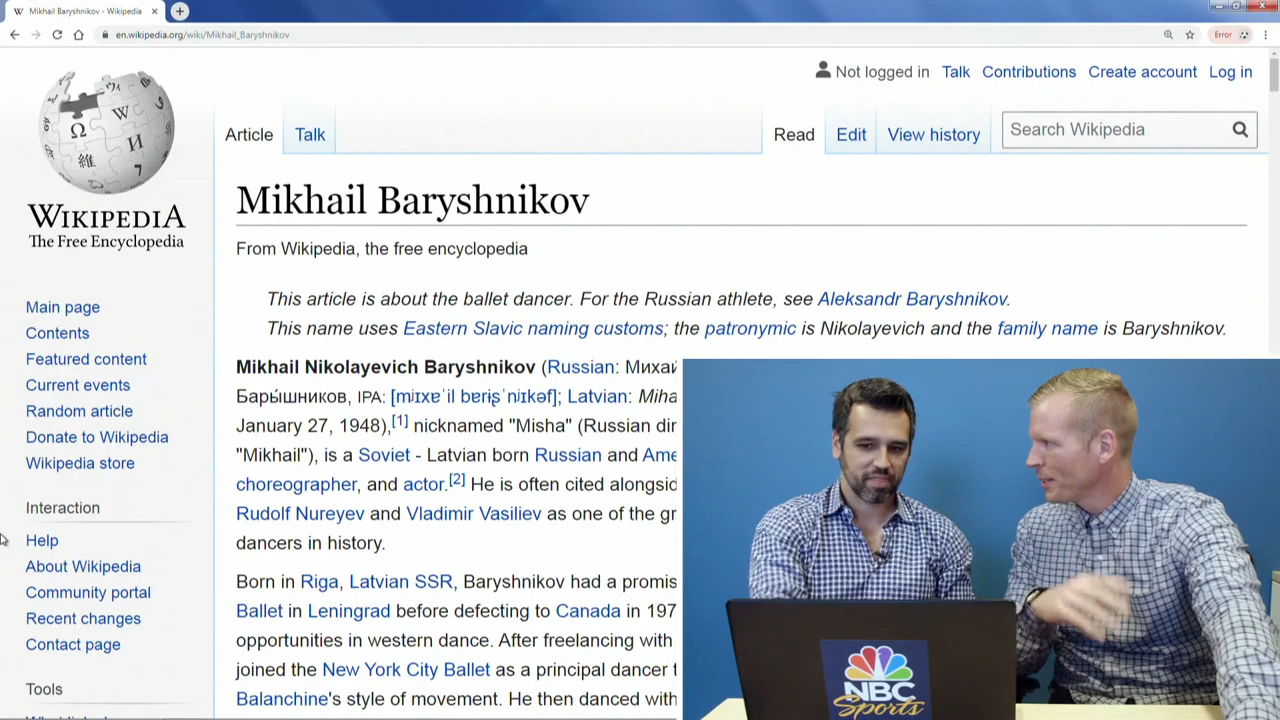 Mikhail Baryshnikov - Wikipedia
en.wikipedia.org/wiki/Mikhail_Baryshnikov
Error
Not logged in Talk Contributions Create account Log in
Article Talk Read Edit View history Search Wikipedia
WIKIPEDIA
The Free Encyclopedia
Mikhail Baryshnikov
From Wikipedia, the free encyclopedia
This article is about the ballet dancer. For the Russian athlete, see Aleksandr Baryshnikov.
This name uses Eastern Slavic naming customs; the patronymic is Nikolayevich and the family name is Baryshnikov.
Mikhail Nikolayevich Baryshnikov (Russian: Михаи
Бары́шников, IPA: [mʲɪxɐˈil bɐrɨʂˈnʲɪkəf]; Latvian: Miha
January 27, 1948),[1] nicknamed "Misha" (Russian dim
"Mikhail"), is a Soviet - Latvian born Russian and Ame
choreographer, and actor.[2] He is often cited alongsid
Rudolf Nureyev and Vladimir Vasiliev as one of the gr
dancers in history.
Born in Riga, Latvian SSR, Baryshnikov had a promis
Ballet in Leningrad before defecting to Canada in 197
opportunities in western dance. After freelancing with
joined the New York City Ballet as a principal dancer t
Balanchine's style of movement. He then danced with
Main page
Contents
Featured content
Current events
Random article
Donate to Wikipedia
Wikipedia store
Interaction
Help
About Wikipedia
Community portal
Recent changes
Contact page
Tools
NBC
Sports